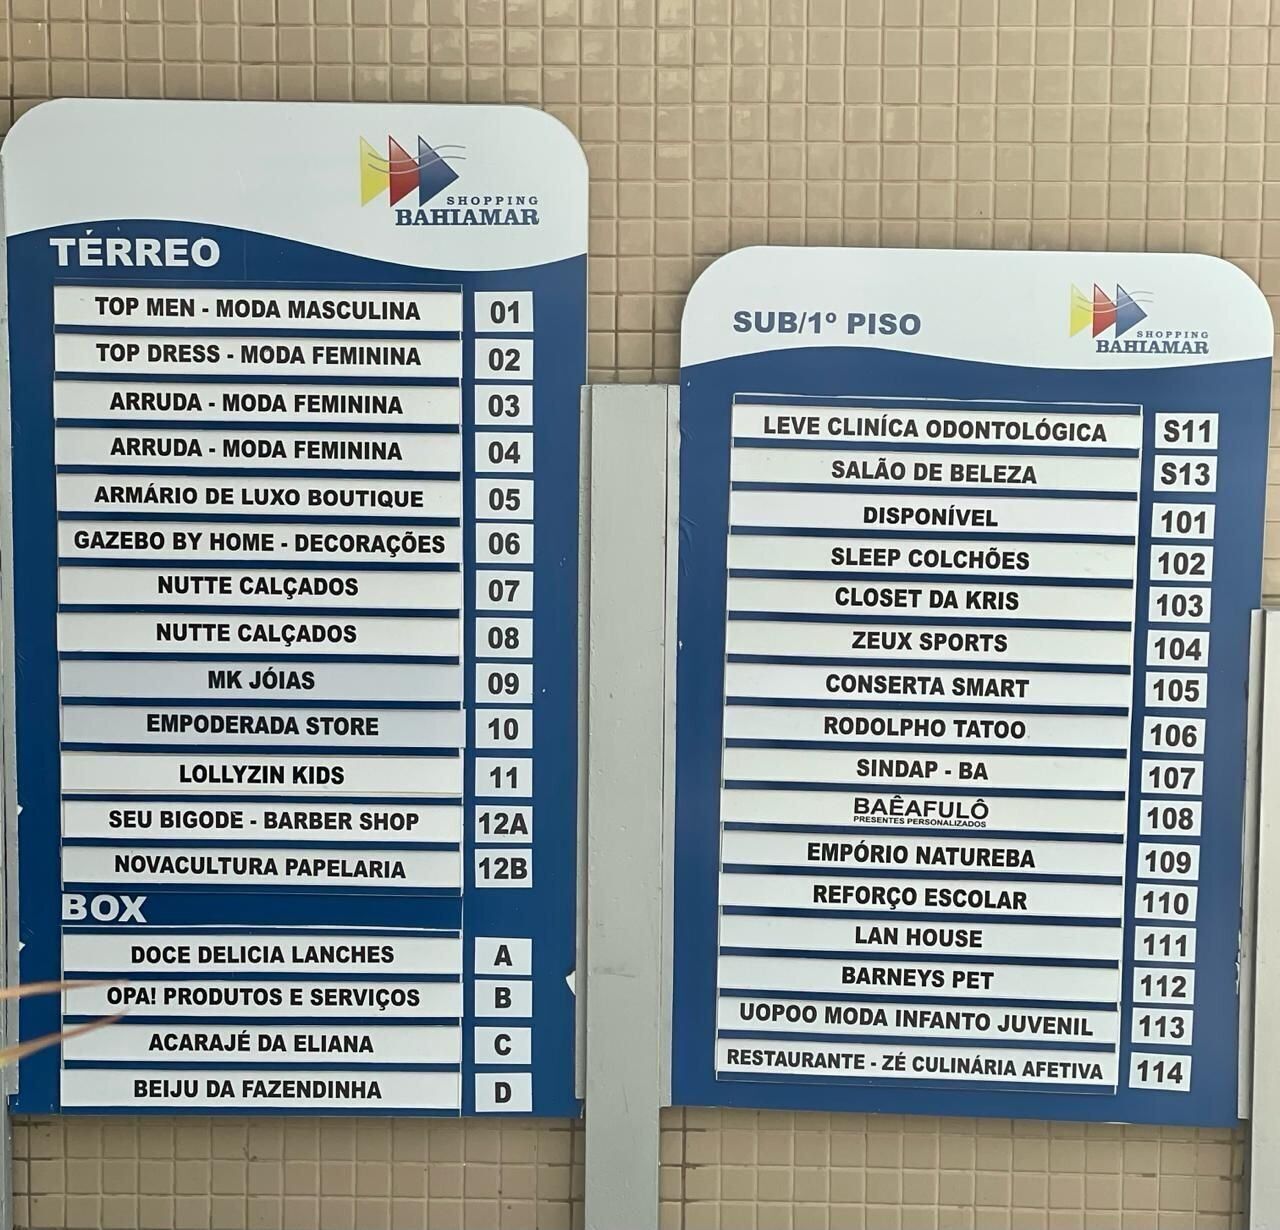 SHOPPING
BAHIAMAR
TÉRREO
TOP MEN - MODA MASCULINA 01
TOP DRESS - MODA FEMININA 02
ARRUDA - MODA FEMININA 03
ARRUDA - MODA FEMININA 04
ARMÁRIO DE LUXO BOUTIQUE 05
GAZEBO BY HOME - DECORAÇÕES 06
NUTTE CALÇADOS 07
NUTTE CALÇADOS 08
MK JÓIAS 09
EMPODERADA STORE 10
LOLLYZIN KIDS 11
SEU BIGODE - BARBER SHOP 12A
NOVACULTURA PAPELARIA 12B
BOX
DOCE DELICIA LANCHES A
OPA! PRODUTOS E SERVIÇOS B
ACARAJÉ DA ELIANA C
BEIJU DA FAZENDINHA D
SUB/1º PISO
SHOPPING
BAHIAMAR
LEVE CLINÍCA ODONTOLÓGICA S11
SALÃO DE BELEZA S13
DISPONÍVEL 101
SLEEP COLCHÕES 102
CLOSET DA KRIS 103
ZEUX SPORTS 104
CONSERTA SMART 105
RODOLPHO TATOO 106
SINDAP - BA 107
BAÊAFULÔ 108
PRESENTES PERSONALIZADOS
EMPÓRIO NATUREBA 109
REFORÇO ESCOLAR 110
LAN HOUSE 111
BARNEYS PET 112
UOPOO MODA INFANTO JUVENIL 113
RESTAURANTE - ZÉ CULINÁRIA AFETIVA 114